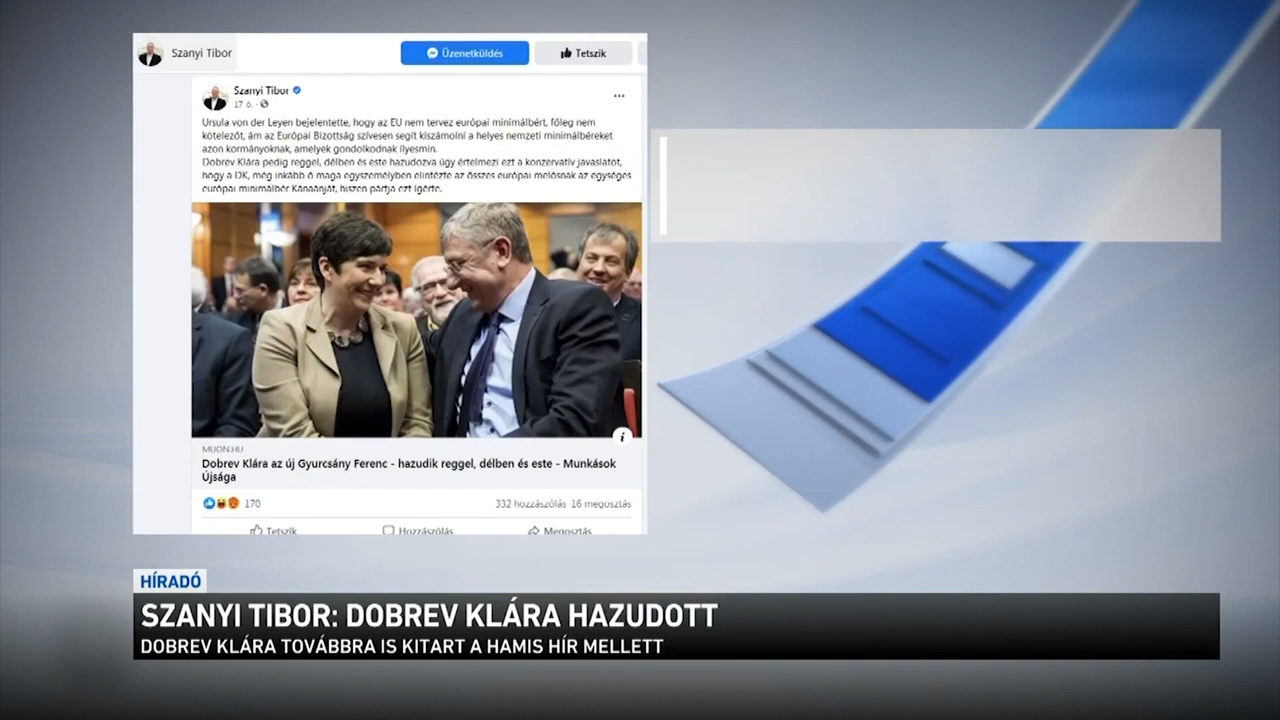 Szanyi Tibor
Üzenetküldés
Tetszik
Szanyi Tibor
17 ó.
Ursula von der Leyen bejelentette, hogy az EU nem tervez európai minimálbért, főleg nem
kötelezőt, ám az Európai Bizottság szívesen segít kiszámolni a helyes nemzeti minimálbéreket
azon kormányoknak, amelyek gondolkodnak ilyesmin.
Dobrev Klára pedig reggel, délben és este hazudozva úgy értelmezi ezt a konzervatív javaslatot,
hogy a DK, még inkább ő maga egyszemélyben elintézte az összes európai melósnak az egységes
európai minimálbér Kánaánját, hiszen pártja ezt ígérte.
MUON.HU
Dobrev Klára az új Gyurcsány Ferenc - hazudik reggel, délben és este - Munkások
Újsága
170
332 hozzászólás 16 megosztás
Tetszik
Hozzászólás
Megosztás
HÍRADÓ
SZANYI TIBOR: DOBREV KLÁRA HAZUDOTT
DOBREV KLÁRA TOVÁBBRA IS KITART A HAMIS HÍR MELLETT